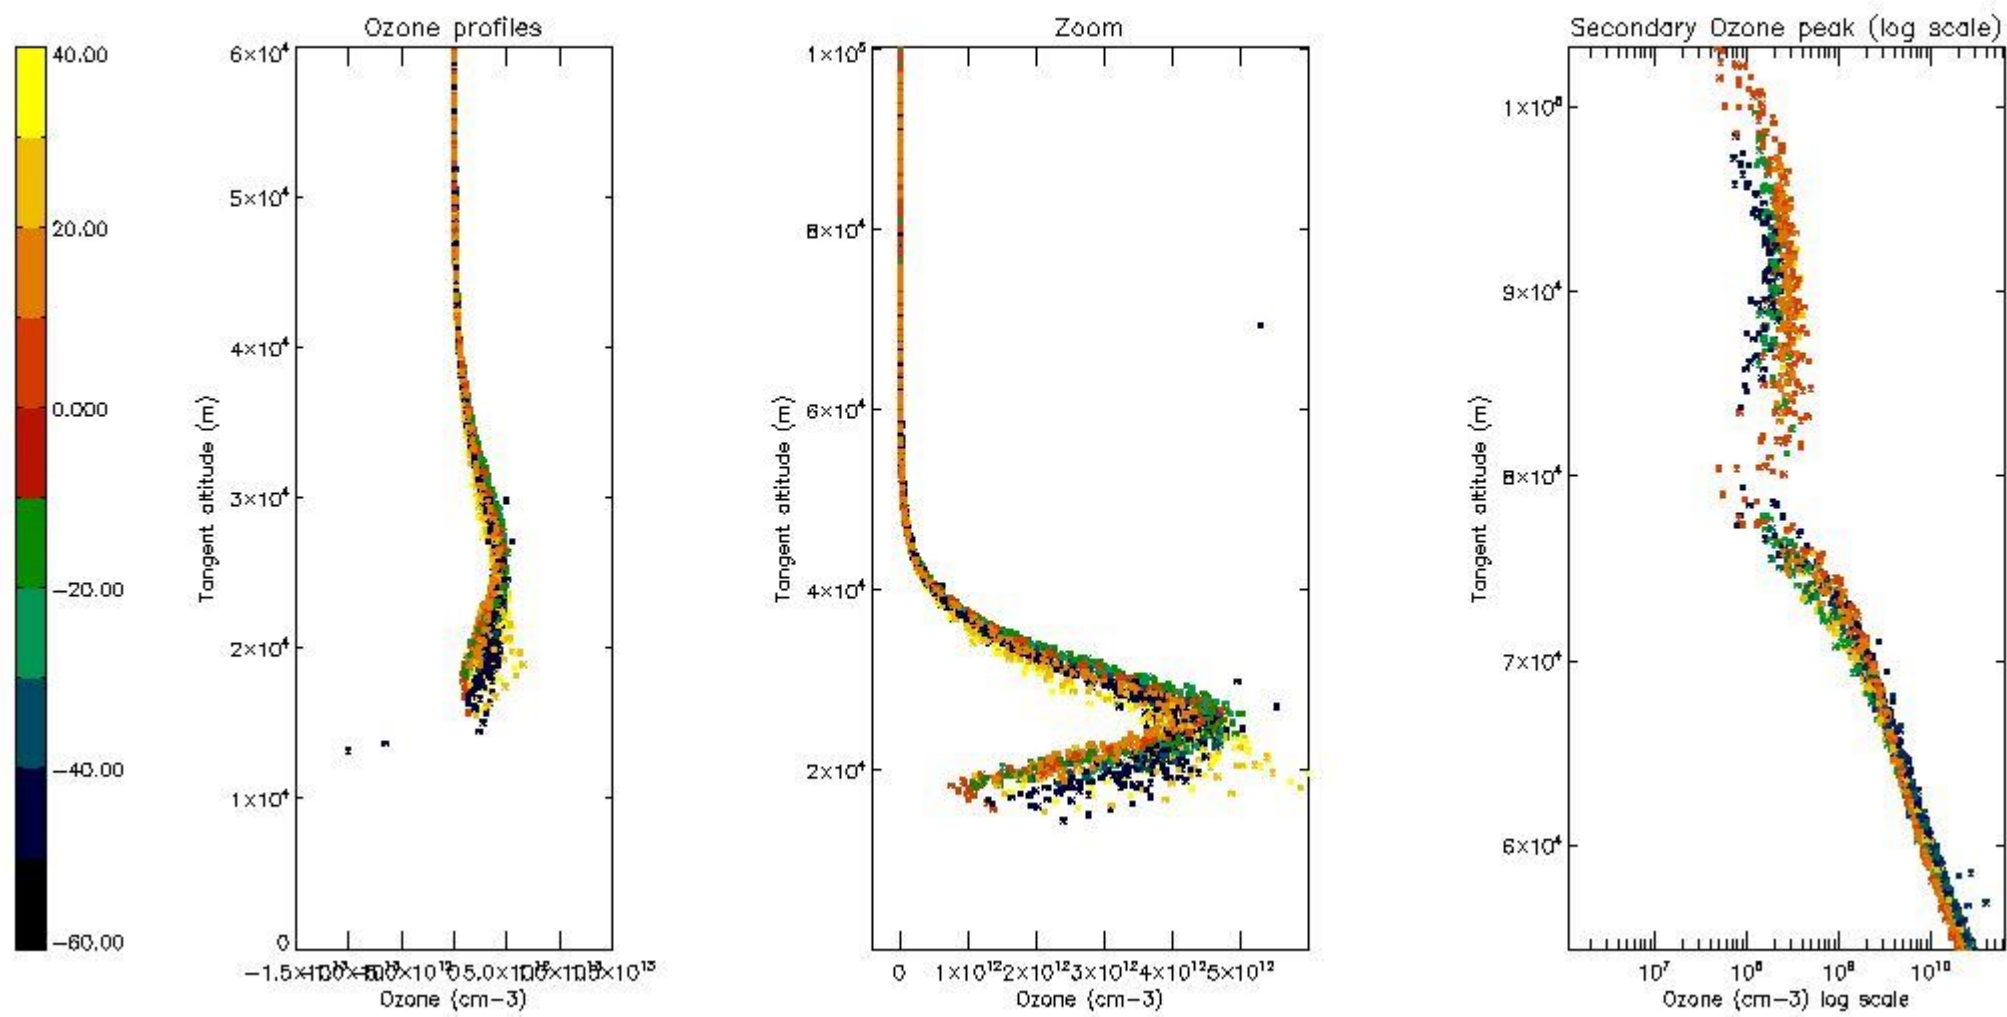 Ozone profiles
Zoom
Secondary Ozone peak (log scale)
40.00
20.00
0.000
−20.00
−40.00
−60.00
6×10⁴
5×10⁴
4×10⁴
3×10⁴
2×10⁴
1×10⁴
0
Tangent altitude (m)
Ozone (cm−3)
1×10⁵
8×10⁴
6×10⁴
4×10⁴
2×10⁴
Tangent altitude (m)
0 1×10¹² 2×10¹² 3×10¹² 4×10¹² 5×10¹²
Ozone (cm−3)
9×10⁴
8×10⁴
7×10⁴
6×10⁴
Tangent altitude (m)
10⁷ 10⁸ 10⁹ 10¹⁰
Ozone (cm−3) log scale